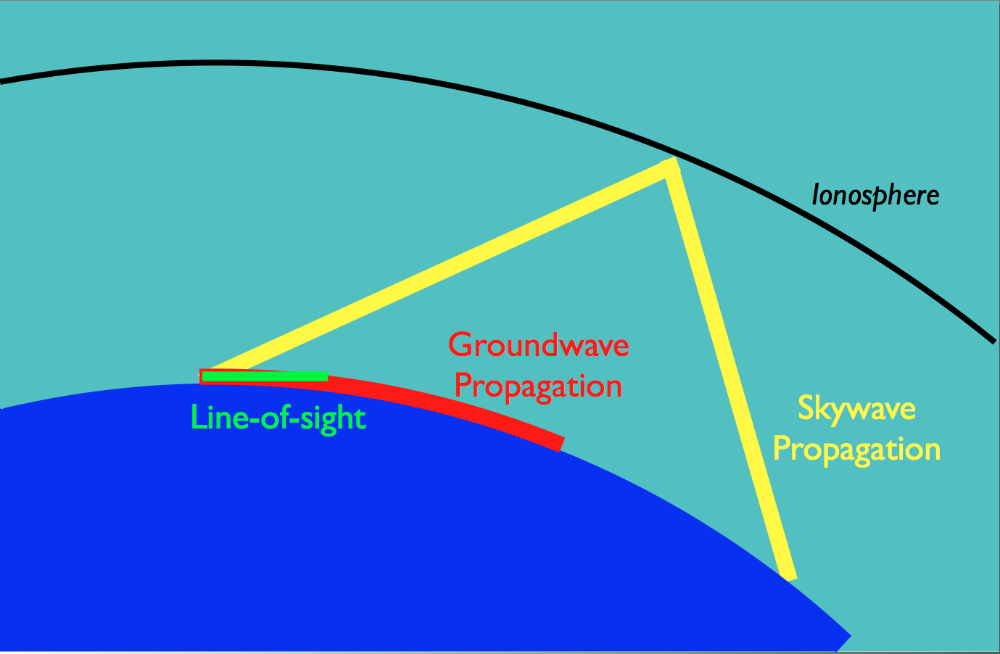 Ionosphere
Groundwave
Propagation
Line-of-sight
Skywave
Propagation